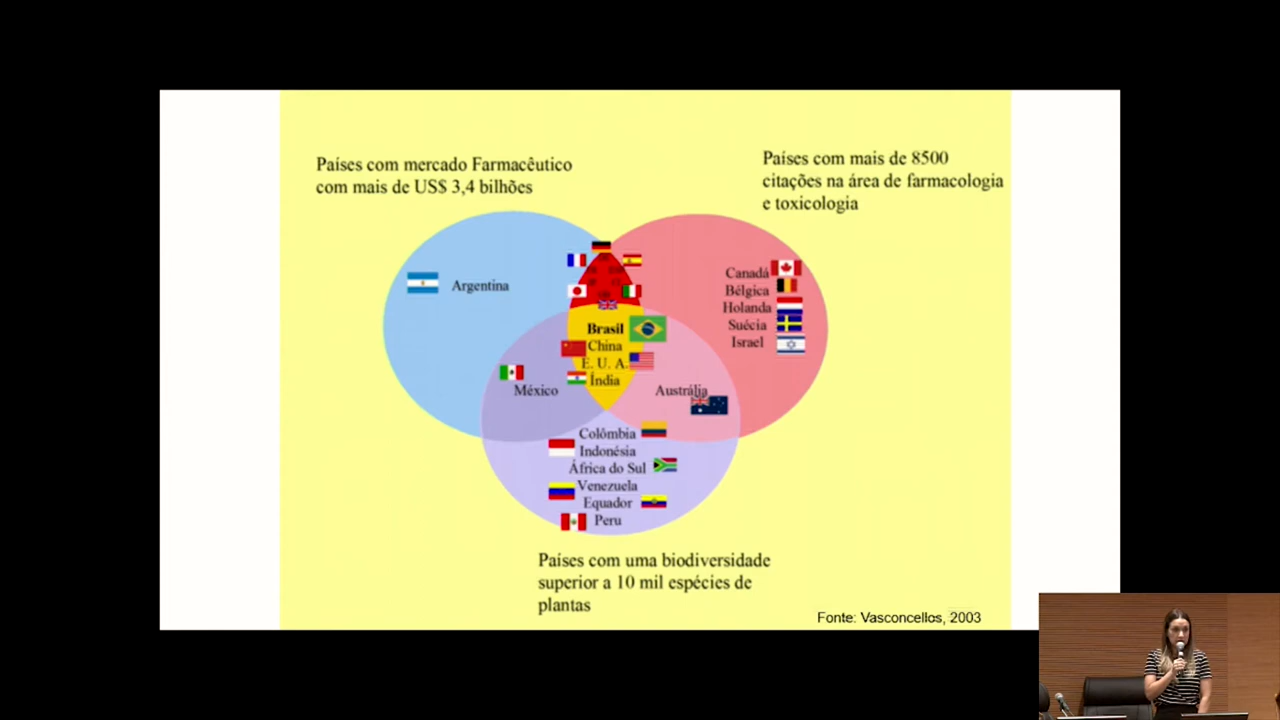 Países com mercado Farmacêutico
com mais de US$ 3,4 bilhões
Países com mais de 8500
citações na área de farmacologia
e toxicologia
Argentina
Canadá
Bélgica
Holanda
Suécia
Israel
Brasil
China
E. U. A.
Índia
México
Austrália
Colômbia
Indonésia
África do Sul
Venezuela
Equador
Peru
Países com uma biodiversidade
superior a 10 mil espécies de
plantas
Fonte: Vasconcellos, 2003